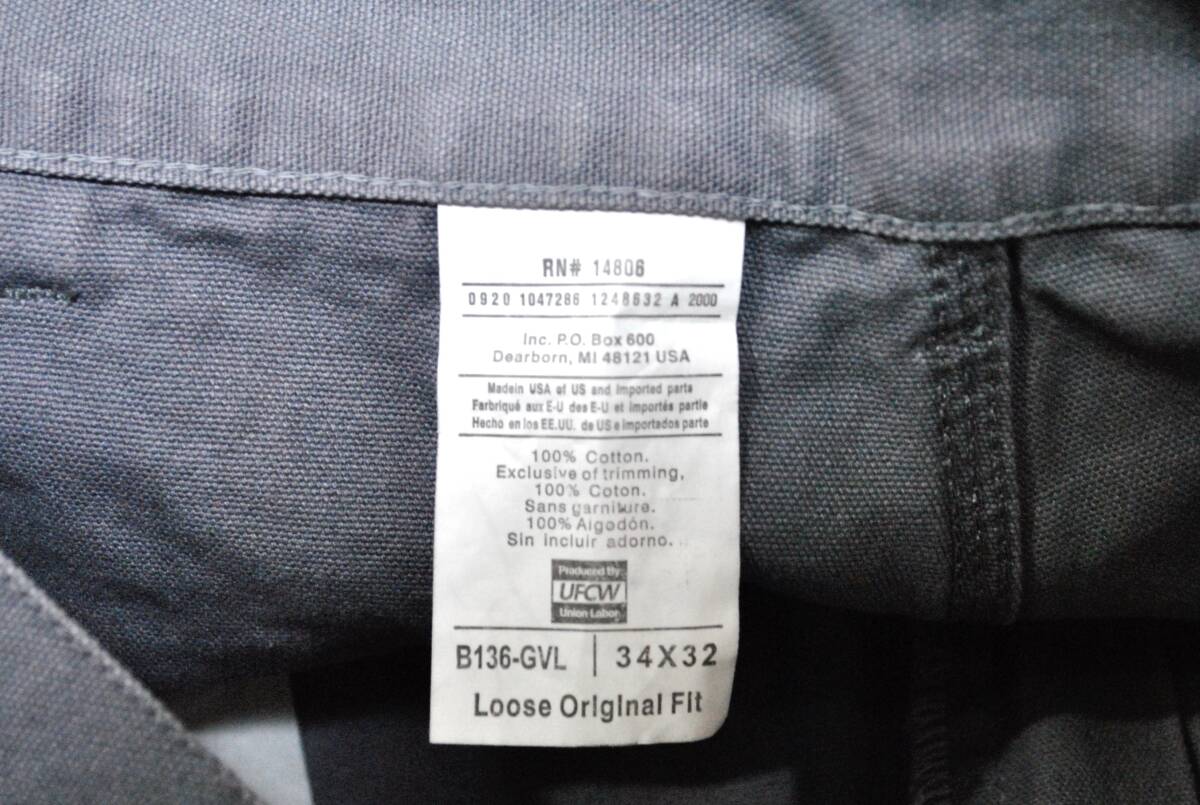 RN# 14806
0920 1047286 1248632 A 2000
Inc. P.O. Box 600
Dearborn, MI 48121 USA
Madein USA of US and imported parts
Farbriqué aux E-U des E-U et importés partie
Hecho en los EE.UU. de US e importados parte
100% Cotton.
Exclusive of trimming,
100% Coton.
Sans garniture.
100% Algodón.
Sin incluir adorno.
Produced By
UFCW
Union Labor
B136-GVL | 34X32
Loose Original Fit